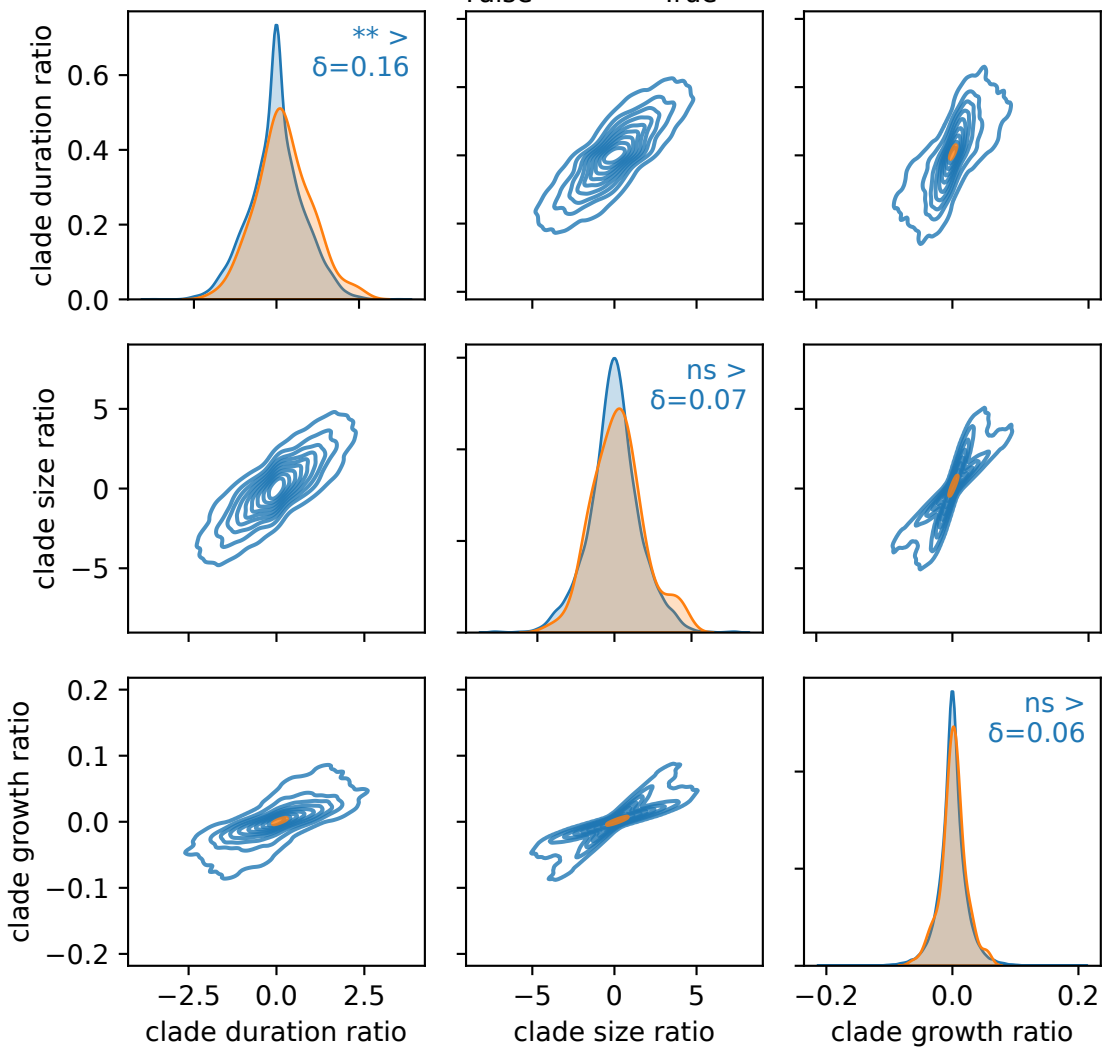 False True
** >
δ=0.16
clade duration ratio
0.6
0.4
0.2
0.0
ns >
δ=0.07
clade size ratio
5
0
−5
ns >
δ=0.06
clade growth ratio
0.2
0.1
0.0
−0.1
−0.2
−2.5 0.0 2.5
−5 0 5
−0.2 0.0 0.2
clade duration ratio
clade size ratio
clade growth ratio